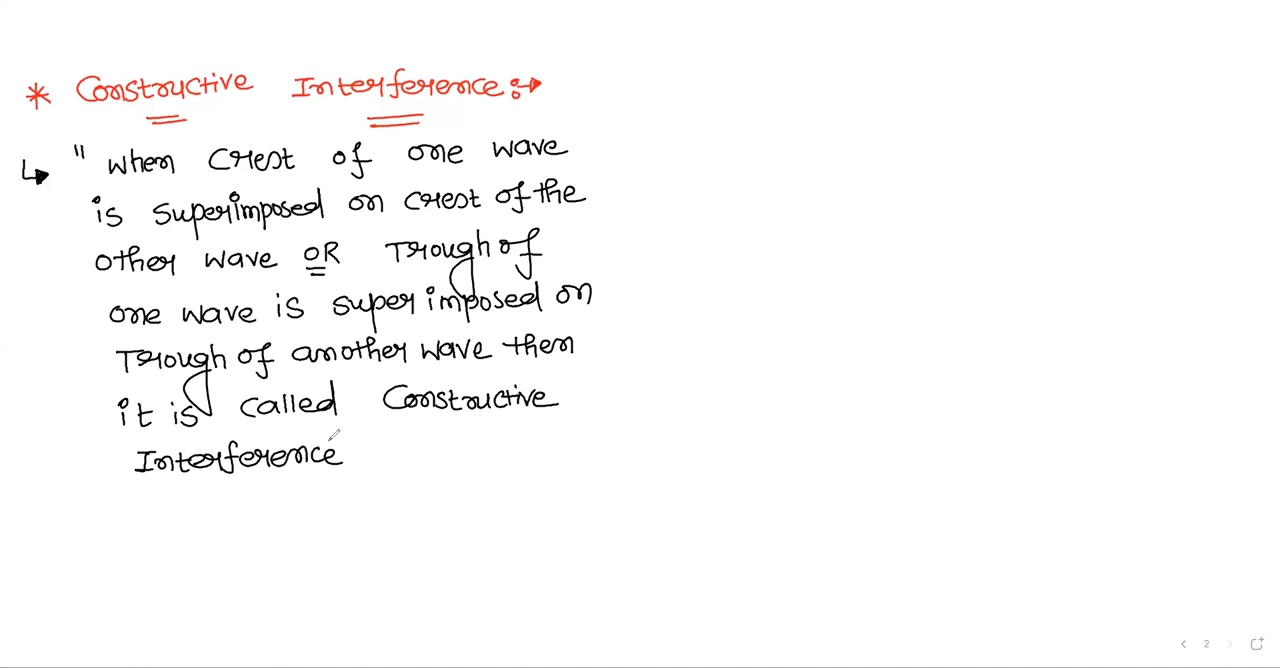 * Constructive Interference :→
↳ " when crest of one wave
is superimposed on crest of the
other wave OR Trough of
one wave is superimposed on
Trough of another wave then
it is called Constructive
Interference
2